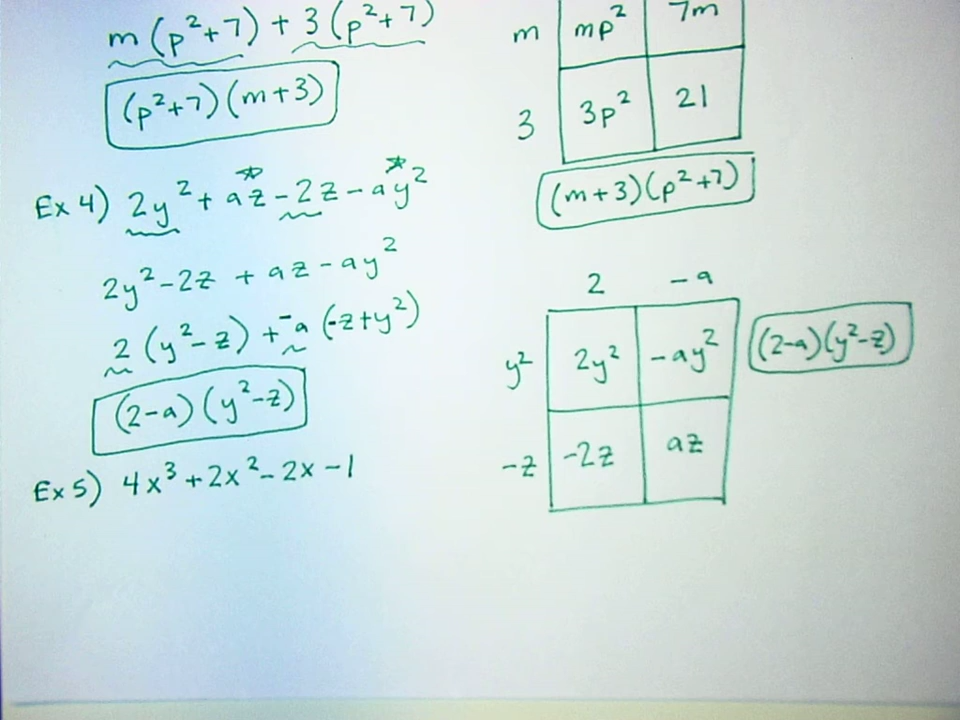 m(p²+7) + 3(p²+7)
(p²+7)(m+3)
m mp² 7m
3 3p² 21
(m+3)(p²+7)
Ex 4) 2y² + az - 2z - ay²
2y² - 2z + az - ay²
2(y² - z) + -a(-z + y²)
(2-a)(y²-z)
2 -a
y² 2y² -ay²
-z -2z az
(2-a)(y²-z)
Ex 5) 4x³ + 2x² - 2x - 1